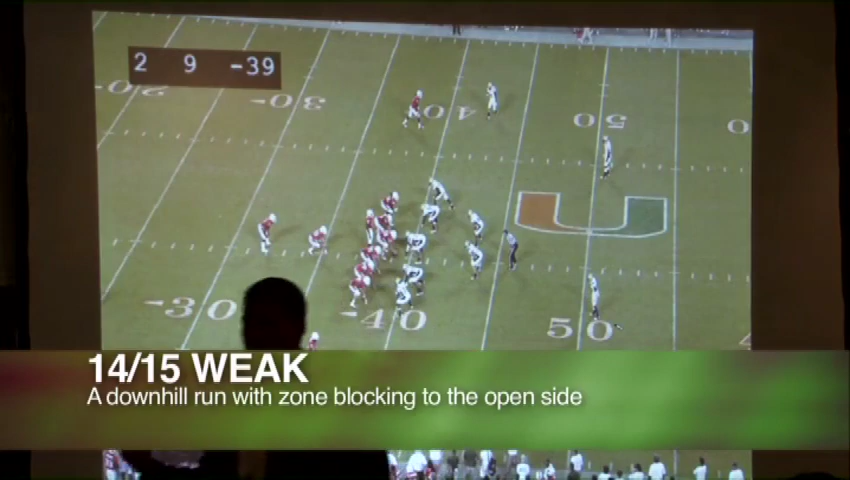 2 9 -39
-20
-30
40
50
U
-30
-40
50
14/15 WEAK
A downhill run with zone blocking to the open side